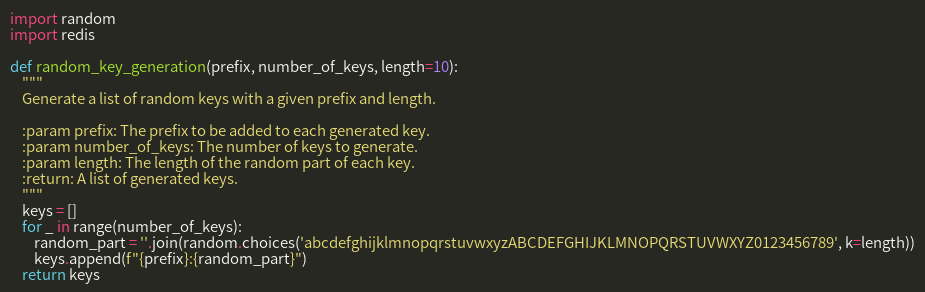 import random
import redis

def random_key_generation(prefix, number_of_keys, length=10):
    """
    Generate a list of random keys with a given prefix and length.

    :param prefix: The prefix to be added to each generated key.
    :param number_of_keys: The number of keys to generate.
    :param length: The length of the random part of each key.
    :return: A list of generated keys.
    """
    keys = []
    for _ in range(number_of_keys):
        random_part = ''.join(random.choices('abcdefghijklmnopqrstuvwxyzABCDEFGHIJKLMNOPQRSTUVWXYZ0123456789', k=length))
        keys.append(f"{prefix}:{random_part}")
    return keys